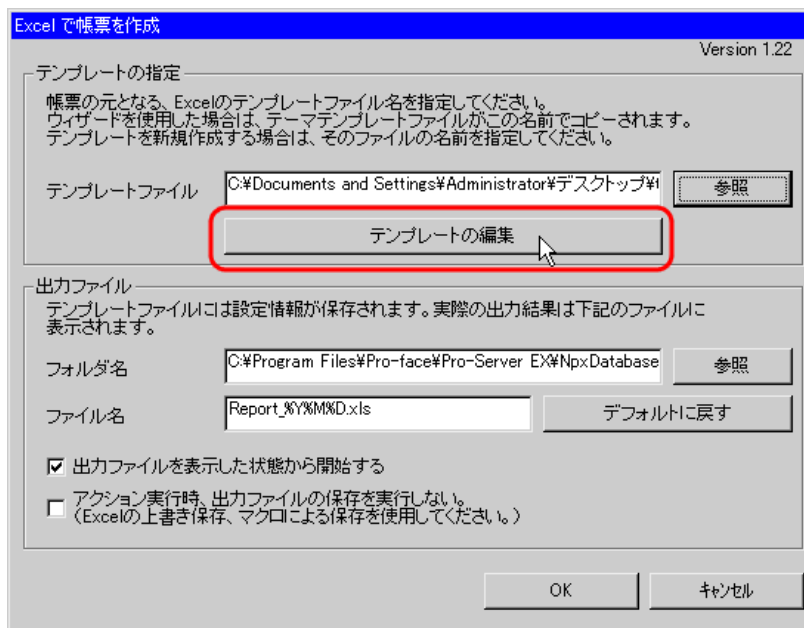 Excel で帳票を作成
Version 1.22
テンプレートの指定
帳票の元となる、Excelのテンプレートファイル名を指定してください。
ウィザードを使用した場合は、テーマテンプレートファイルがこの名前でコピーされます。
テンプレートを新規作成する場合は、そのファイルの名前を指定してください。
テンプレートファイル
C:¥Documents and Settings¥Administrator¥デスクトップ¥t
参照
テンプレートの編集
出力ファイル
テンプレートファイルには設定情報が保存されます。実際の出力結果は下記のファイルに
表示されます。
フォルダ名
C:¥Program Files¥Pro-face¥Pro-Server EX¥NpxDatabase
参照
ファイル名
Report_%Y%M%D.xls
デフォルトに戻す
出力ファイルを表示した状態から開始する
アクション実行時、出力ファイルの保存を実行しない。
（Excelの上書き保存、マクロによる保存を使用してください。）
OK
キャンセル